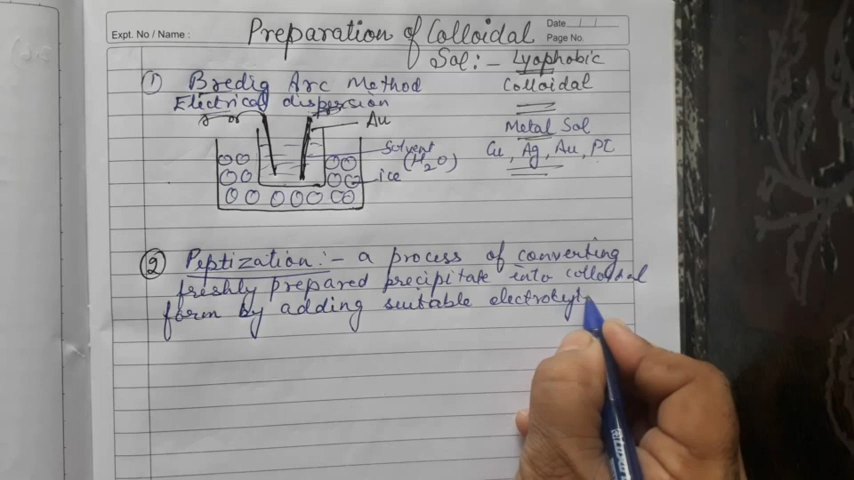 Expt. No / Name :
Preparation of Colloidal
Date / /
Page No.
Sol :- Lyophobic
Colloidal
① Bredig Arc Method
Electrical dispersion
Metal Sol
Cu, Ag, Au, Pt
Au
Solvent
(H2O)
ice
② Peptization :- a process of converting
freshly prepared precipitate into colloidal
form by adding suitable electrolyt